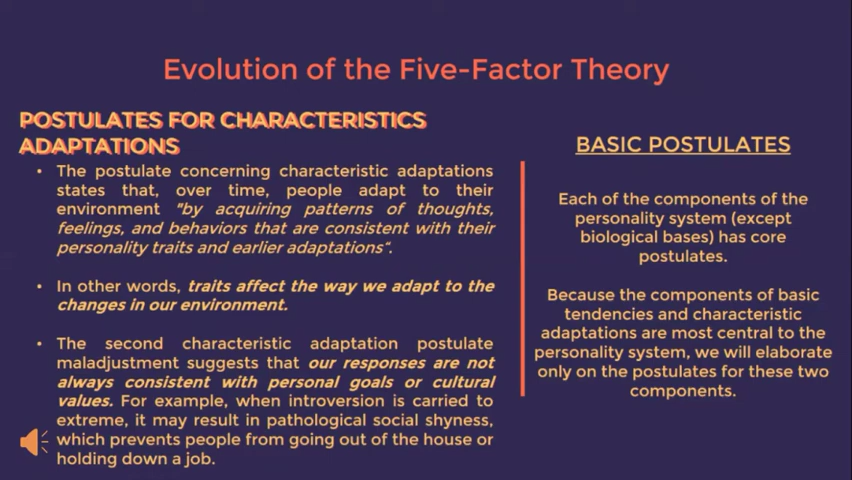 Evolution of the Five-Factor Theory
POSTULATES FOR CHARACTERISTICS
ADAPTATIONS
• The postulate concerning characteristic adaptations
states that, over time, people adapt to their
environment "by acquiring patterns of thoughts,
feelings, and behaviors that are consistent with their
personality traits and earlier adaptations“.
• In other words, traits affect the way we adapt to the
changes in our environment.
• The second characteristic adaptation postulate
maladjustment suggests that our responses are not
always consistent with personal goals or cultural
values. For example, when introversion is carried to
extreme, it may result in pathological social shyness,
which prevents people from going out of the house or
holding down a job.
BASIC POSTULATES
Each of the components of the
personality system (except
biological bases) has core
postulates.
Because the components of basic
tendencies and characteristic
adaptations are most central to the
personality system, we will elaborate
only on the postulates for these two
components.